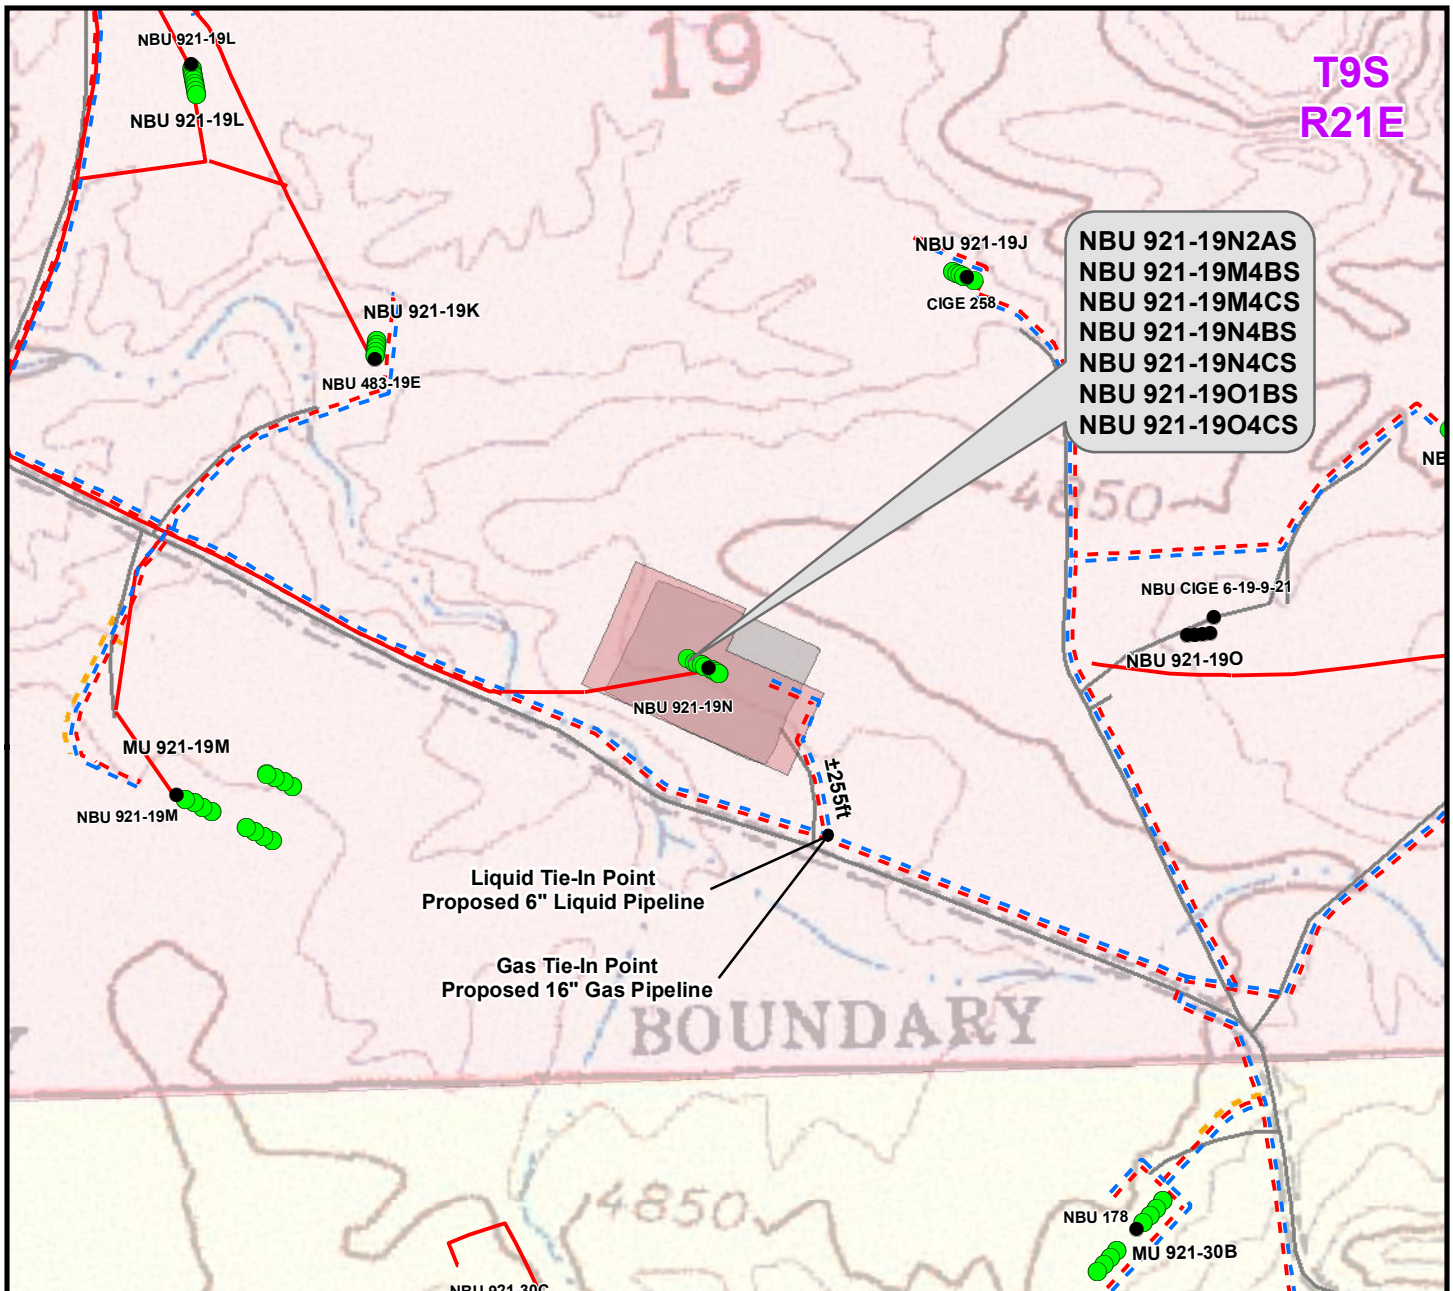 NBU 921-19L
19
T9S
R21E
NBU 921-19L
NBU 921-19J
CIGE 258
NBU 921-19N2AS
NBU 921-19M4BS
NBU 921-19M4CS
NBU 921-19N4BS
NBU 921-19N4CS
NBU 921-19O1BS
NBU 921-19O4CS
NBU 921-19K
NBU 483-19E
NB
4850
NBU CIGE 6-19-9-21
NBU 921-19O
NBU 921-19N
MU 921-19M
NBU 921-19M
±255ft
Liquid Tie-In Point
Proposed 6" Liquid Pipeline
Gas Tie-In Point
Proposed 16" Gas Pipeline
BOUNDARY
4850
NBU 178
MU 921-30B
NBU 921-30C